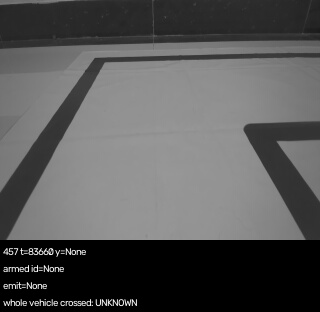 457 t=83660 y=None
armed id=None
emit=None
whole vehicle crossed: UNKNOWN